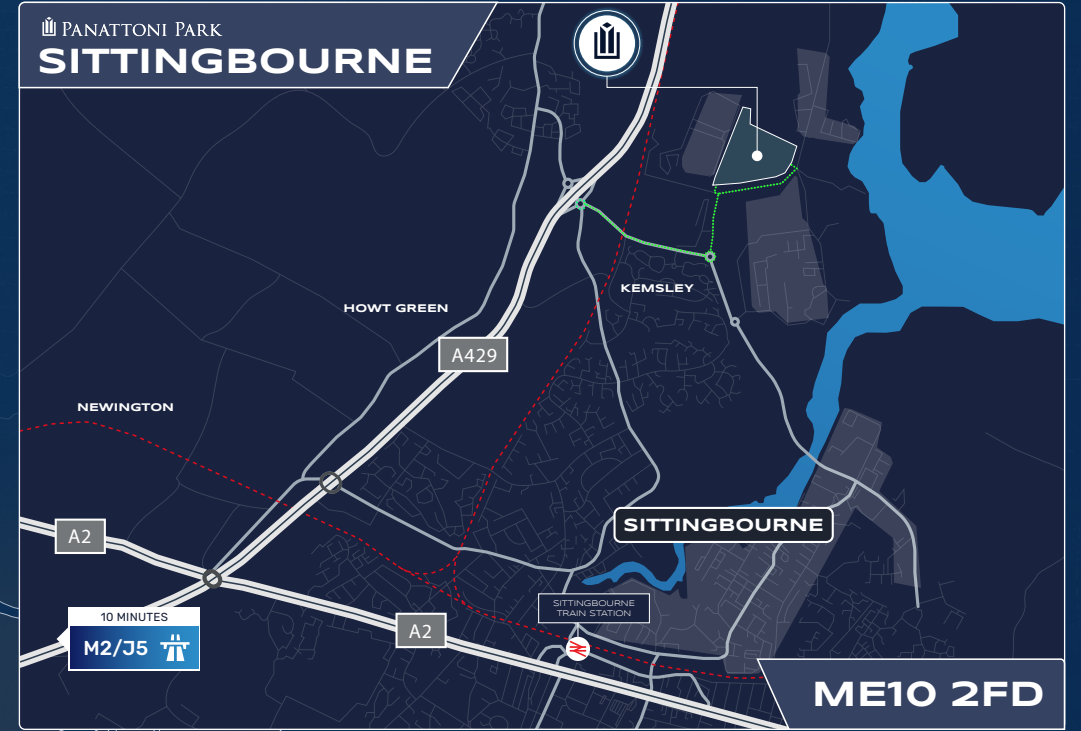 PANATTONI PARK
SITTINGBOURNE
HOWT GREEN
KEMSLEY
A429
NEWINGTON
A2
SITTINGBOURNE
10 MINUTES
M2/J5
A2
SITTINGBOURNE
TRAIN STATION
ME10 2FD